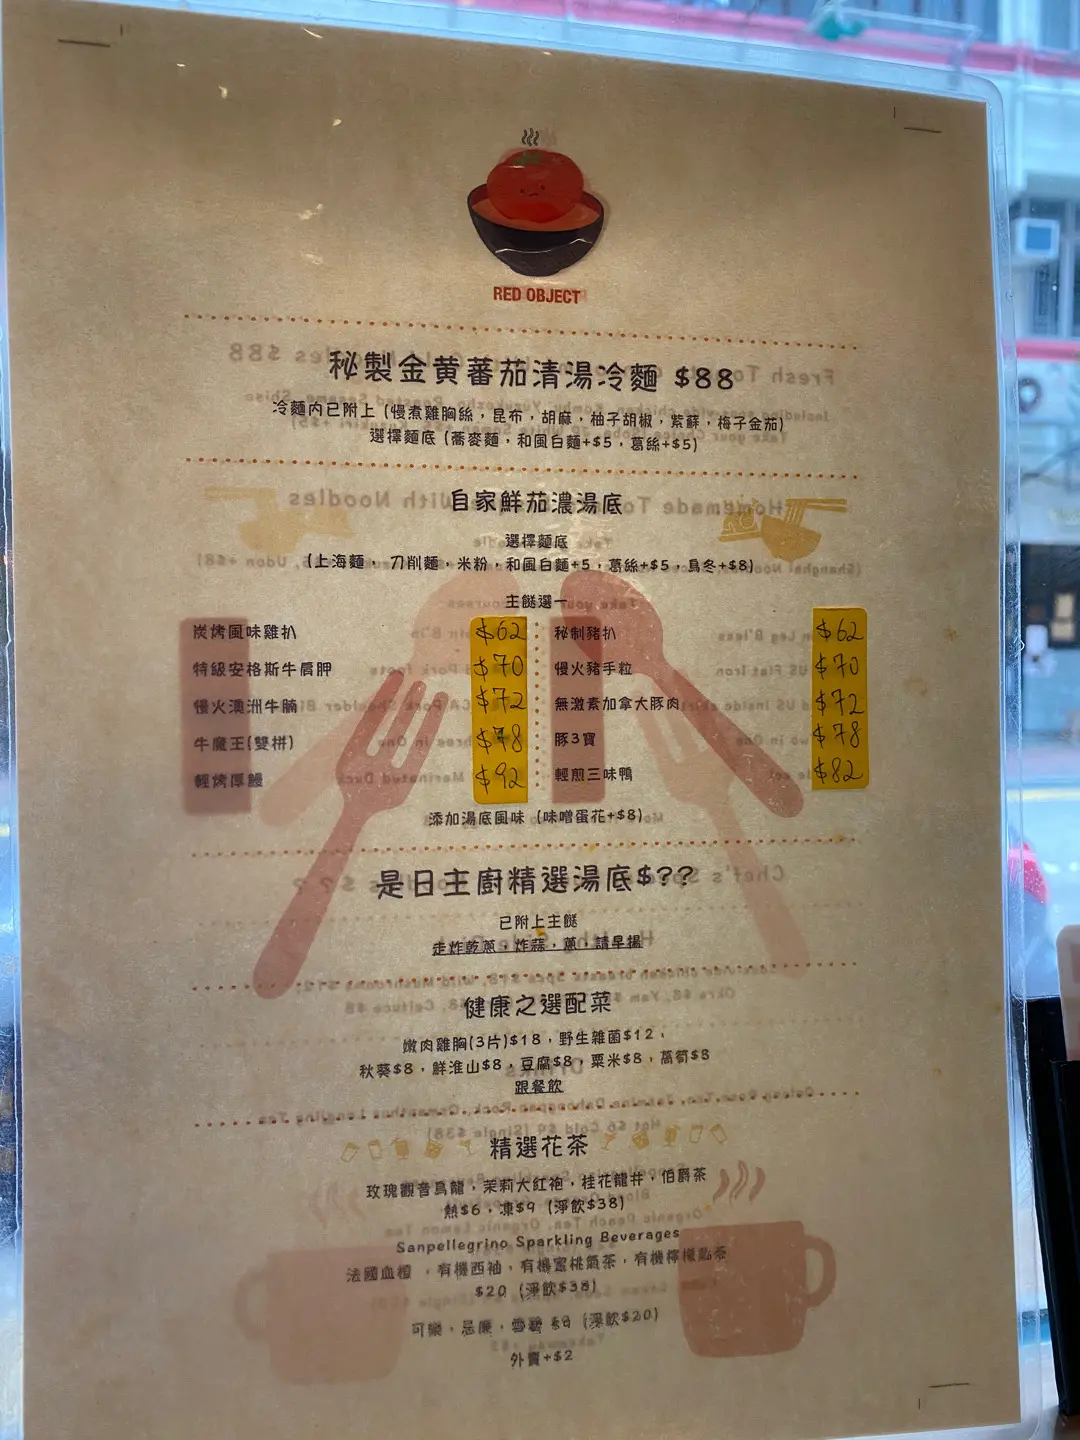 RED OBJECT
秘製金黄蕃茄清湯冷麵 $88
冷麵內已附上 (慢煮雞胸絲，昆布，胡麻，柚子胡椒，紫蘇，梅子金茄)
選擇麵底 (蕎麥麵，和風白麵+$5，葛絲+$5)
自家鮮茄濃湯底
選擇麵底
(上海麵， 刀削麵，米粉，和風白麵+5，葛絲+$5，烏冬+$8)
主餸選一
炭烤風味雞扒 $62 秘制豬扒 $62
特級安格斯牛肩胛 $70 慢火豬手粒 $70
慢火澳洲牛腩 $72 無激素加拿大豚肉 $72
牛魔王(雙拼) $78 豚3寶 $78
輕烤厚鰻 $92 輕煎三味鴨 $82
添加湯底風味 (味噌蛋花+$8)
是日主廚精選湯底$??
已附上主餸
走炸乾蔥，炸蒜，蔥，請早揚
健康之選配菜
嫩肉雞胸(3片)$18，野生雜菌$12，
秋葵$8，鮮淮山$8，豆腐$8，粟米$8，萵筍$8
跟餐飲
精選花茶
玫瑰觀音烏龍，茉莉大紅袍，桂花龍井，伯爵茶
熱$6，凍$9 (淨飲$38)
Sanpellegrino Sparkling Beverages
法國血橙 ，有機西袖，有機蜜桃氣茶，有機檸檬氣茶
$20 (淨飲$38)
可樂，忌廉，雪碧 $8 (淨飲$20)
外賣+$2